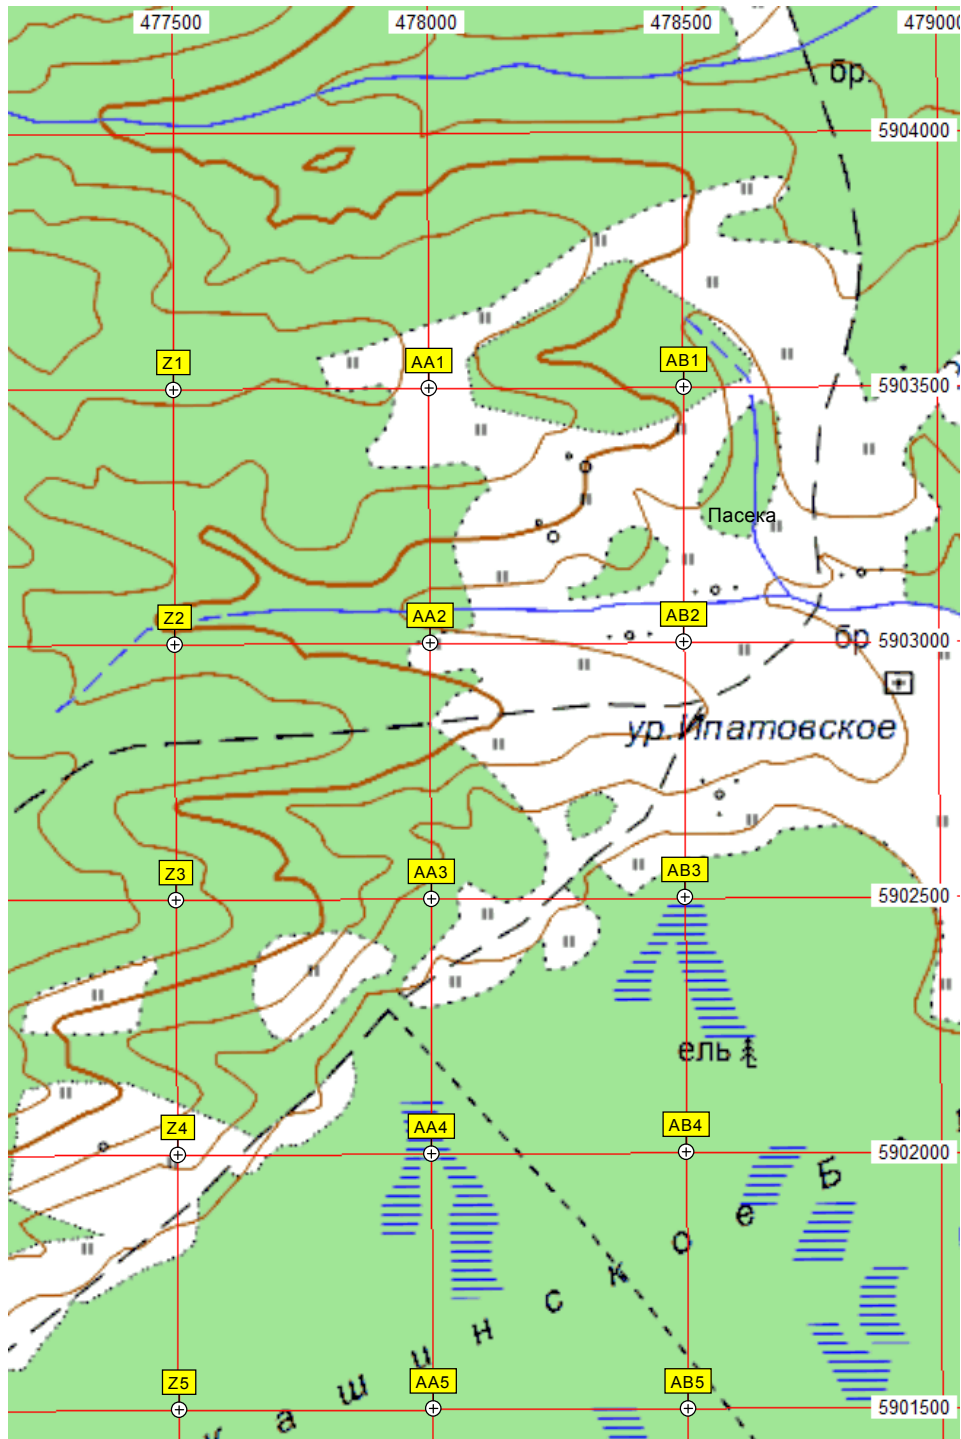 477500 478000 478500 479000
бр.
5904000
Z1 AA1 AB1
5903500
Пасека
Z2 AA2 AB2
5903000
бр
ур. Ипатовское
Z3 AA3 AB3
5902500
ель
Z4 AA4 AB4
5902000
Б
е
о
к
с
н
и
ш
а
Z5 AA5 AB5
5901500